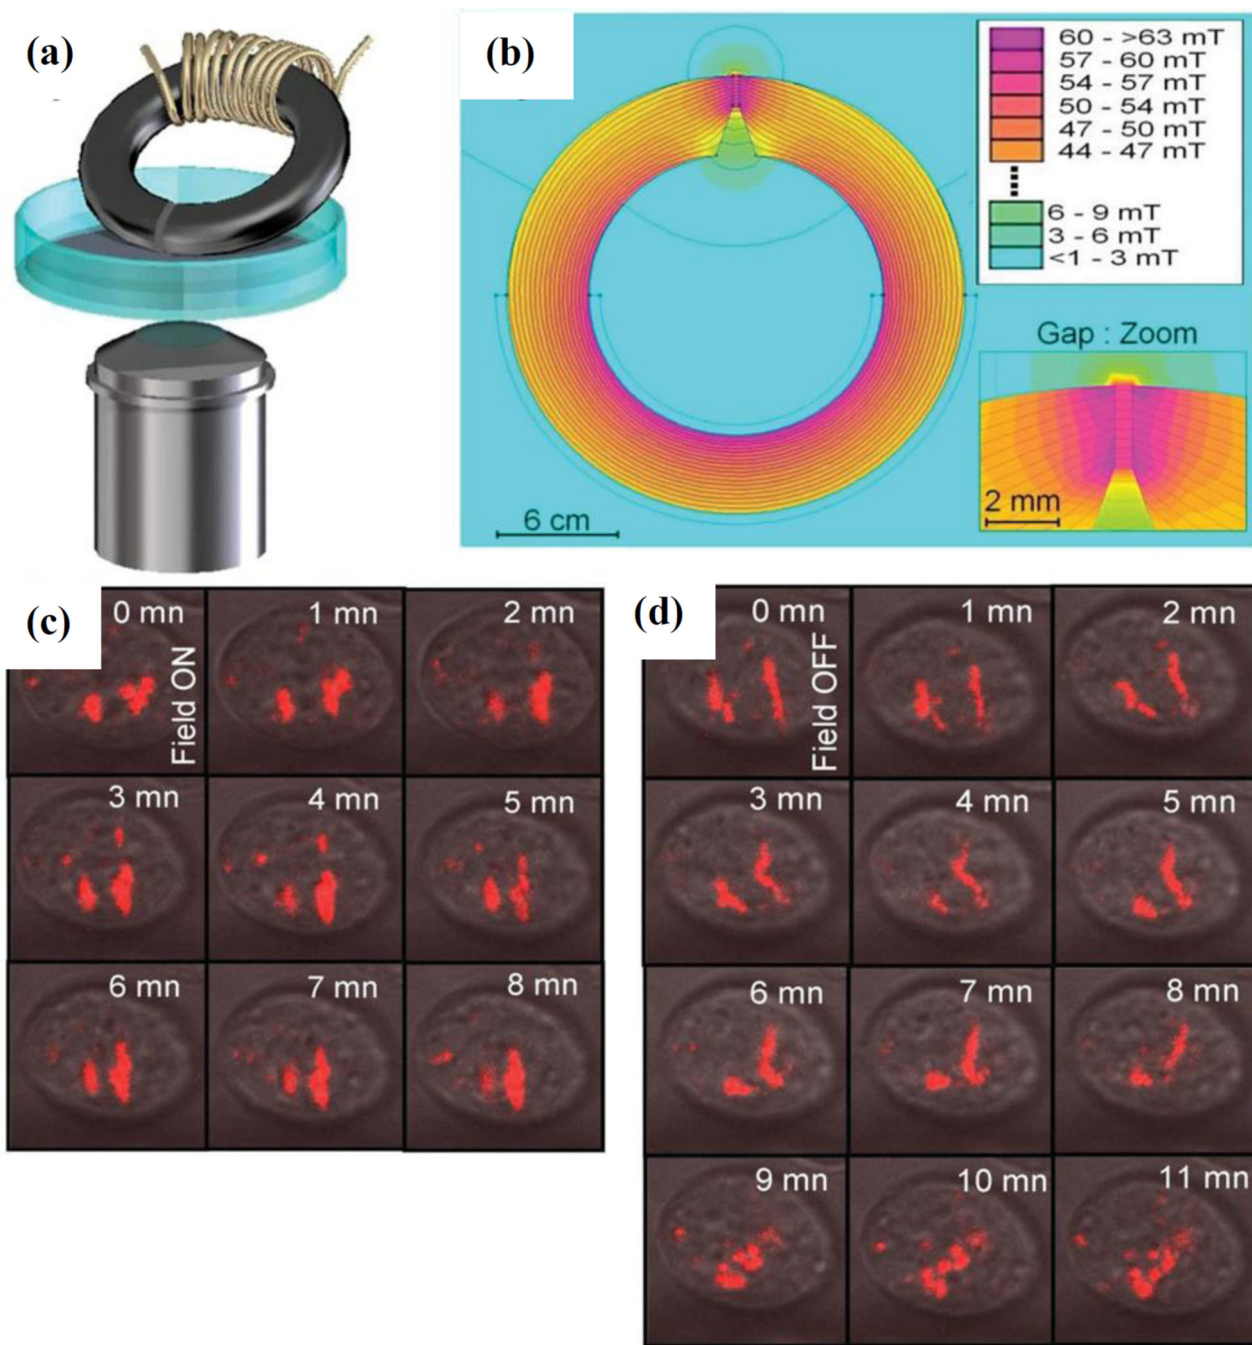 (a)
(b)
60 - >63 mT
57 - 60 mT
54 - 57 mT
50 - 54 mT
47 - 50 mT
44 - 47 mT
6 - 9 mT
3 - 6 mT
<1 - 3 mT
Gap : Zoom
2 mm
6 cm
(c)
0 mn
1 mn
2 mn
Field ON
3 mn
4 mn
5 mn
6 mn
7 mn
8 mn
(d)
0 mn
1 mn
2 mn
Field OFF
3 mn
4 mn
5 mn
6 mn
7 mn
8 mn
9 mn
10 mn
11 mn